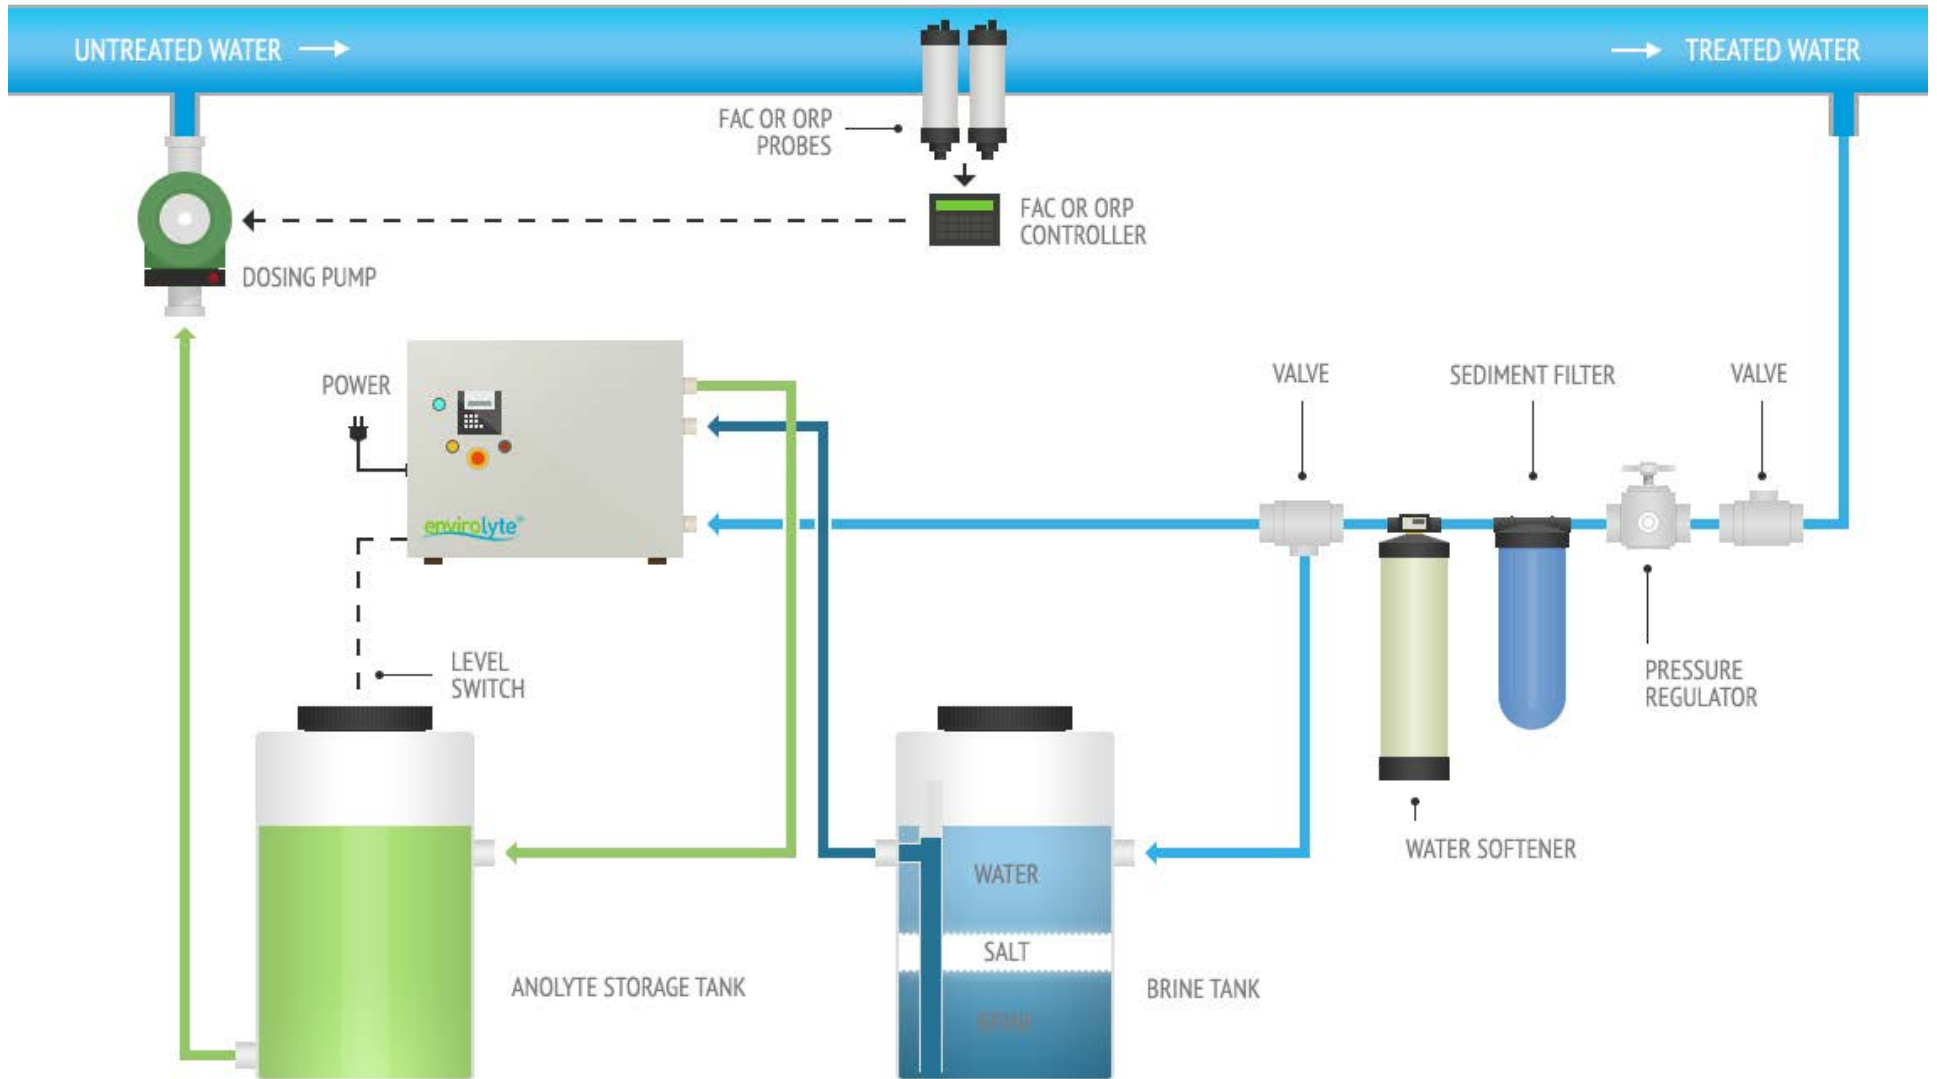 UNTREATED WATER
TREATED WATER
FAC OR ORP
PROBES
FAC OR ORP
CONTROLLER
DOSING PUMP
POWER
VALVE
SEDIMENT FILTER
VALVE
envirolyte®
LEVEL
SWITCH
PRESSURE
REGULATOR
WATER SOFTENER
WATER
SALT
ANOLYTE STORAGE TANK
BRINE TANK